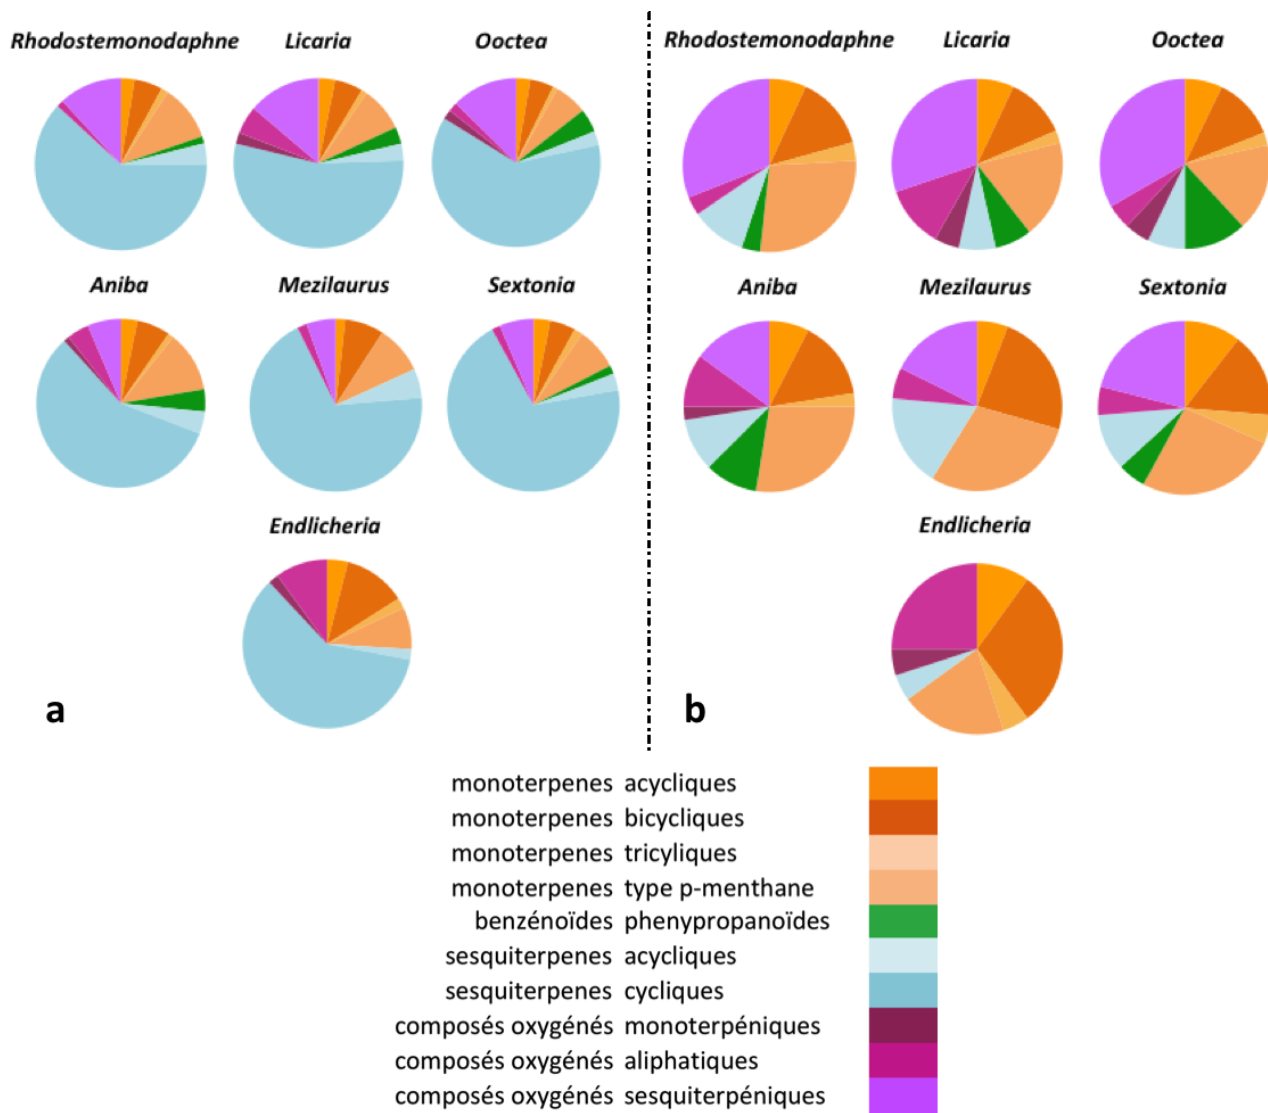 Rhodostemonodaphne Licaria Ooctea
Rhodostemonodaphne Licaria Ooctea
Aniba Mezilaurus Sextonia
Aniba Mezilaurus Sextonia
Endlicheria
Endlicheria
a
b
monoterpenes acycliques
monoterpenes bicycliques
monoterpenes tricyliques
monoterpenes type p-menthane
benzénoïdes phenypropanoïdes
sesquiterpenes acycliques
sesquiterpenes cycliques
composés oxygénés monoterpéniques
composés oxygénés aliphatiques
composés oxygénés sesquiterpéniques